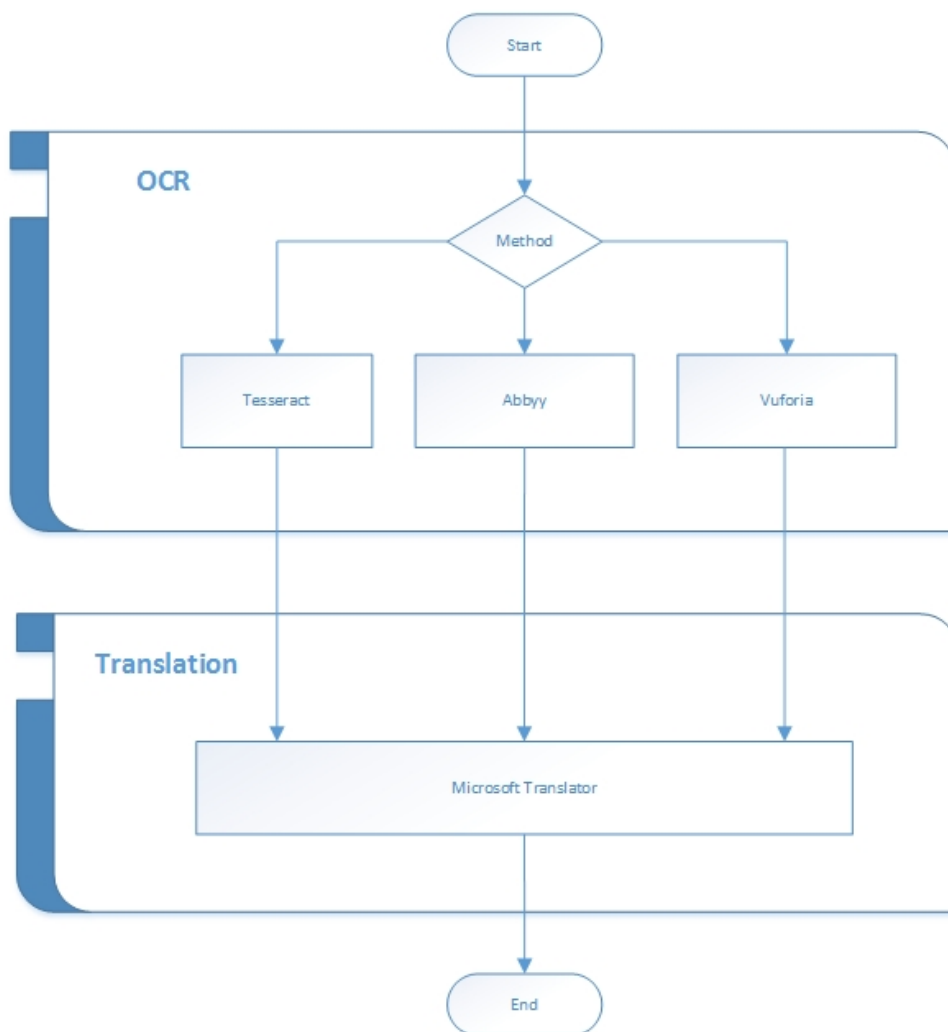 Start
OCR
Method
Tesseract
Abbyy
Vuforia
Translation
Microsoft Translator
End